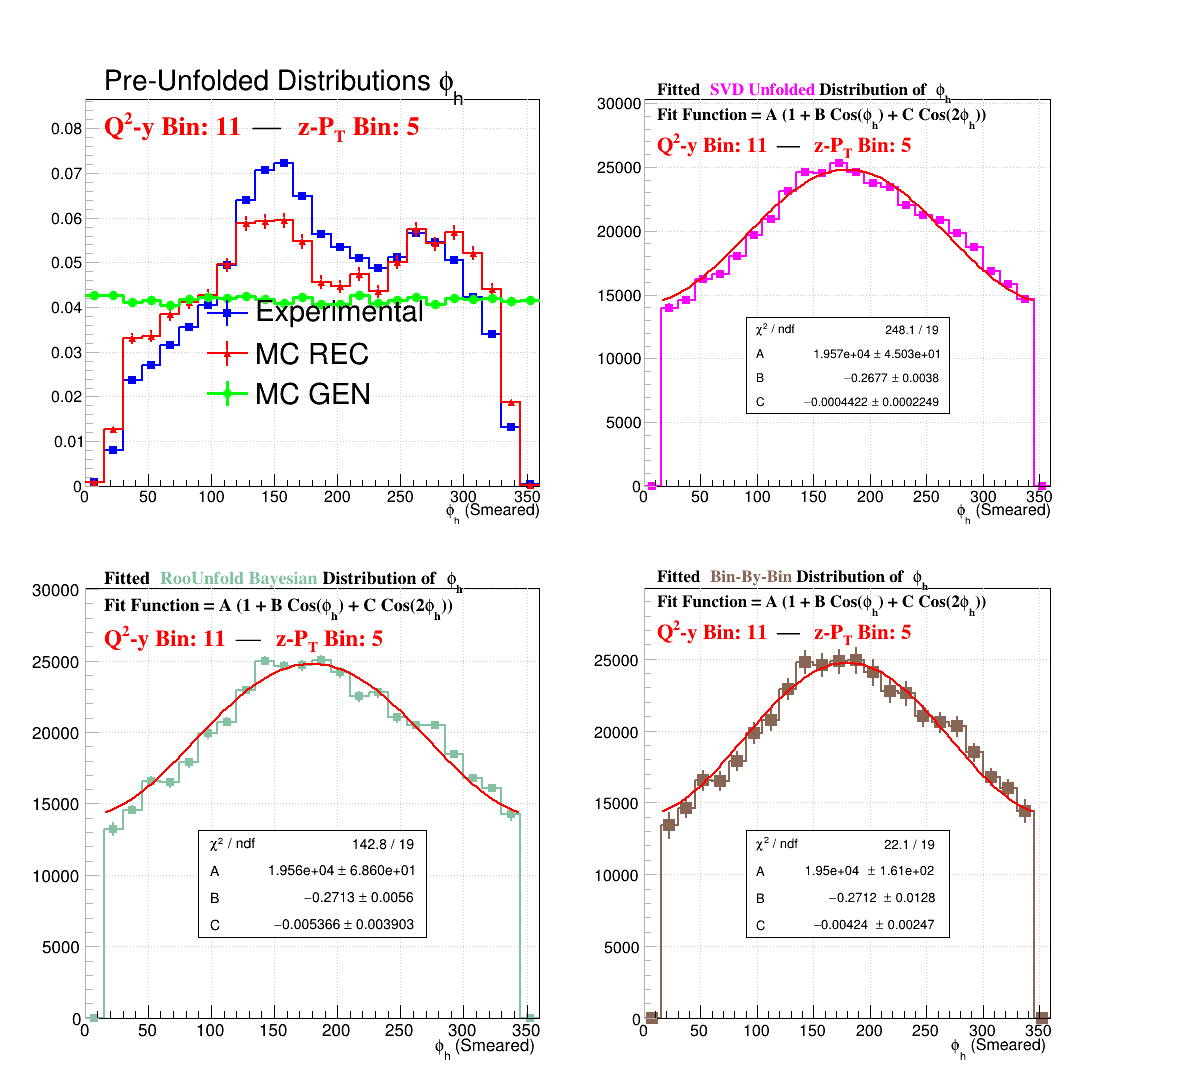 Pre-Unfolded Distributions ϕh
Q²-y Bin: 11 — z-PT Bin: 5
0.08
0.07
0.06
0.05
0.04
0.03
0.02
0.01
0
Experimental
MC REC
MC GEN
0 50 100 150 200 250 300 350
ϕh (Smeared)
Fitted SVD Unfolded Distribution of ϕh
Fit Function = A (1 + B Cos(ϕh) + C Cos(2ϕh))
Q²-y Bin: 11 — z-PT Bin: 5
30000
25000
20000
15000
10000
5000
0
χ² / ndf 248.1 / 19
A 1.957e+04 ± 4.503e+01
B −0.2677 ± 0.0038
C −0.0004422 ± 0.0002249
0 50 100 150 200 250 300 350
ϕh (Smeared)
Fitted RooUnfold Bayesian Distribution of ϕh
Fit Function = A (1 + B Cos(ϕh) + C Cos(2ϕh))
Q²-y Bin: 11 — z-PT Bin: 5
30000
25000
20000
15000
10000
5000
0
χ² / ndf 142.8 / 19
A 1.956e+04 ± 6.860e+01
B −0.2713 ± 0.0056
C −0.005366 ± 0.003903
0 50 100 150 200 250 300 350
ϕh (Smeared)
Fitted Bin-By-Bin Distribution of ϕh
Fit Function = A (1 + B Cos(ϕh) + C Cos(2ϕh))
Q²-y Bin: 11 — z-PT Bin: 5
25000
20000
15000
10000
5000
0
χ² / ndf 22.1 / 19
A 1.95e+04 ± 1.61e+02
B −0.2712 ± 0.0128
C −0.00424 ± 0.00247
0 50 100 150 200 250 300 350
ϕh (Smeared)